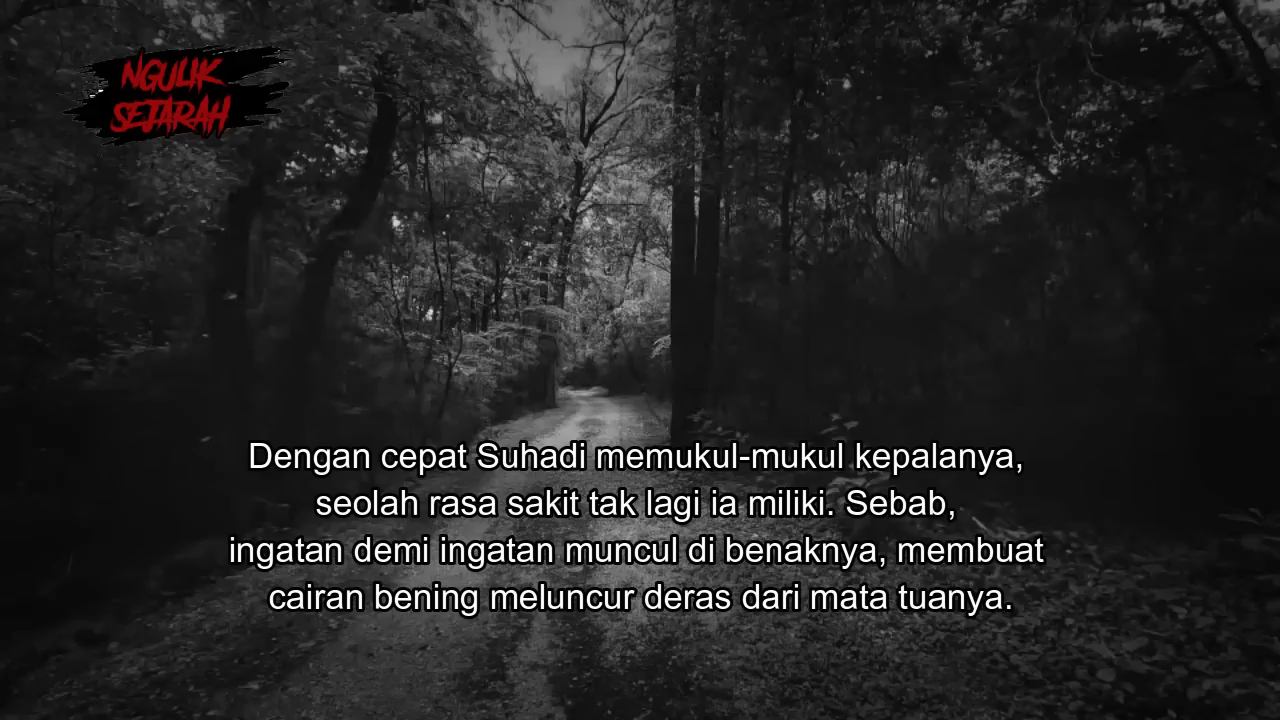 NGULIK
SEJARAH
Dengan cepat Suhadi memukul-mukul kepalanya,
seolah rasa sakit tak lagi ia miliki. Sebab,
ingatan demi ingatan muncul di benaknya, membuat
cairan bening meluncur deras dari mata tuanya.